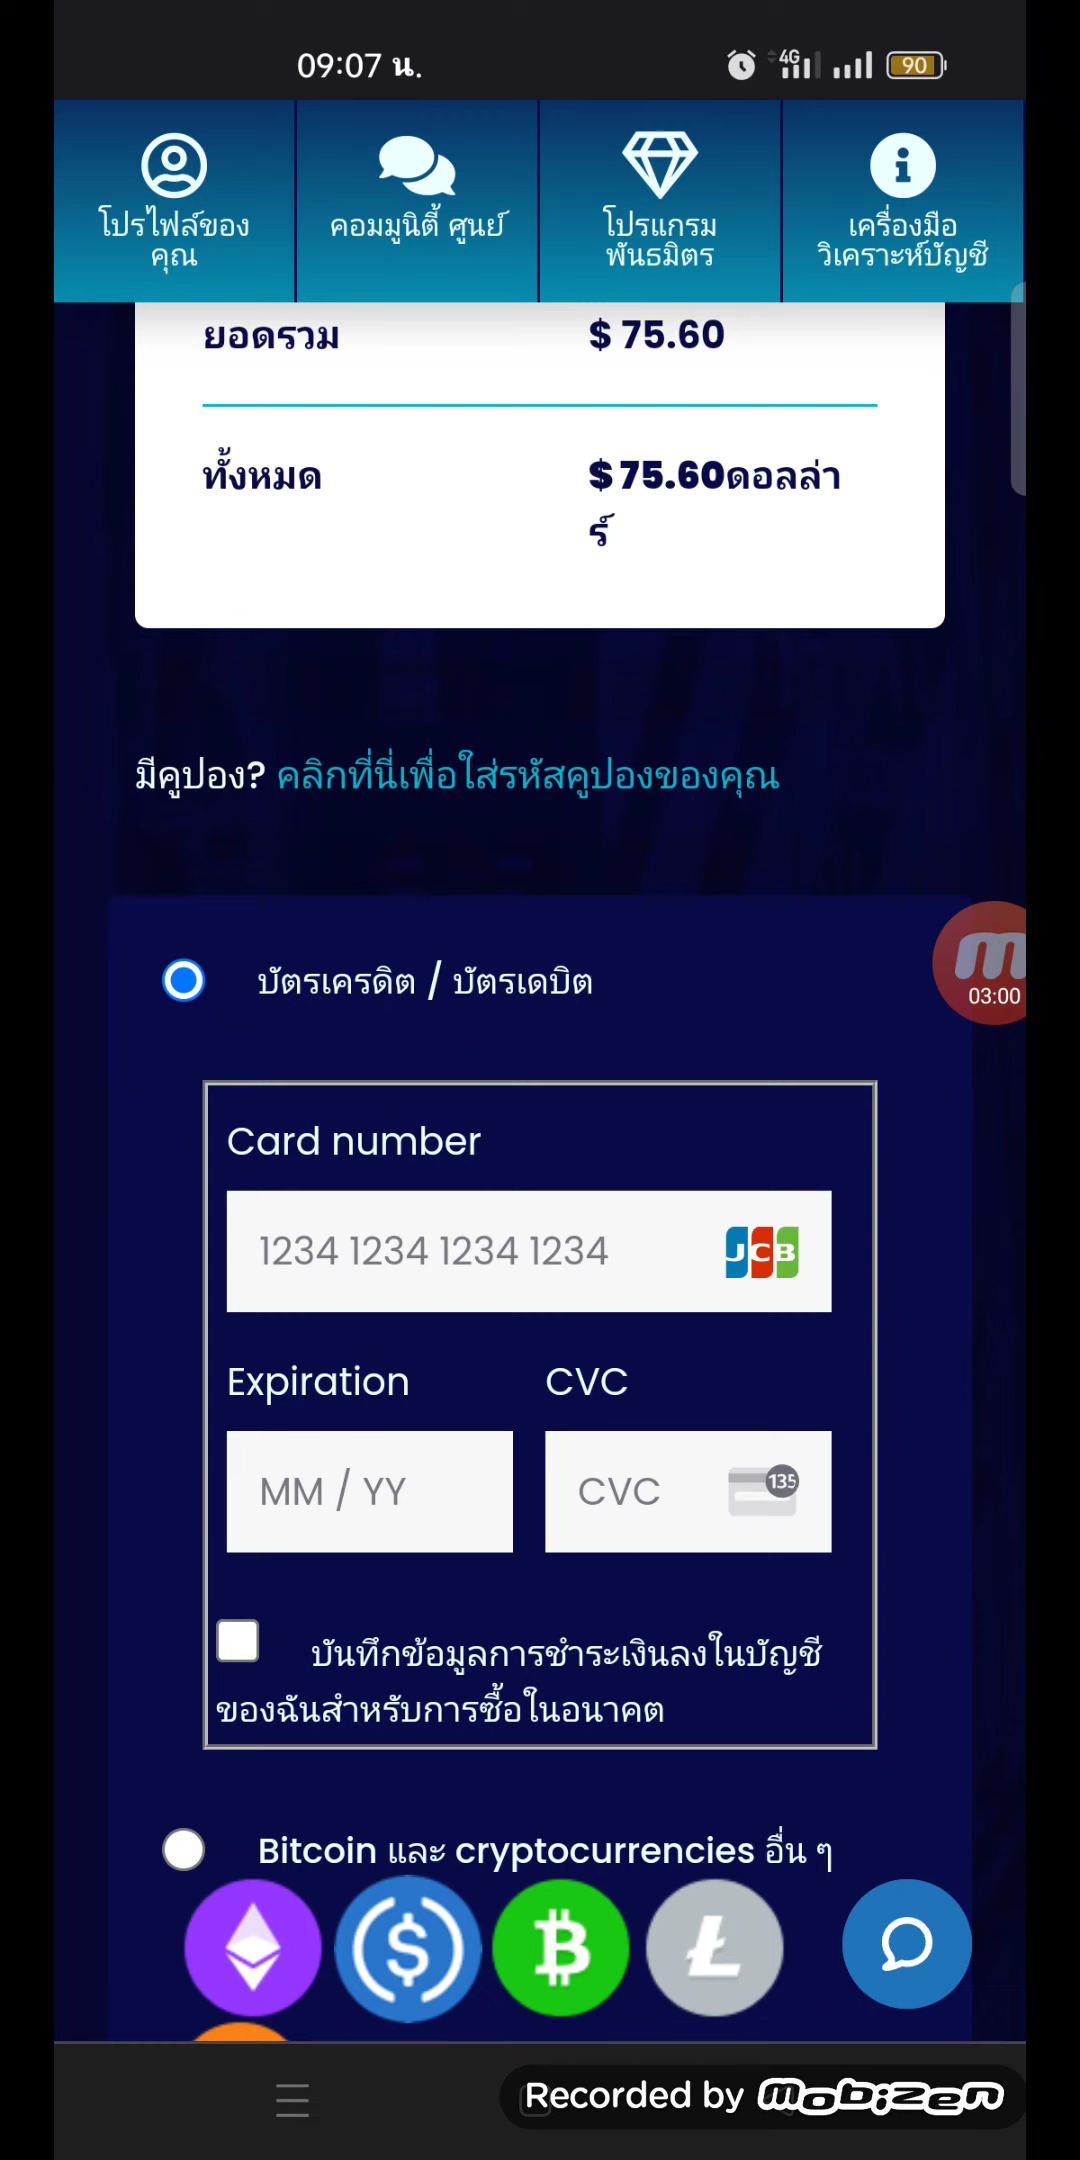 09:07 น.
4G
90
โปรไฟล์ของ
คุณ
คอมมูนิตี้ ศูนย์
โปรแกรม
พันธมิตร
เครื่องมือ
วิเคราะห์บัญชี
ยอดรวม $ 75.60
ทั้งหมด $ 75.60ดอลล่า
ร์
มีคูปอง? คลิกที่นี่เพื่อใส่รหัสคูปองของคุณ
บัตรเครดิต / บัตรเดบิต
03:00
Card number
1234 1234 1234 1234
JCB
Expiration
CVC
MM / YY
CVC
135
บันทึกข้อมูลการชำระเงินลงในบัญชี
ของฉันสำหรับการซื้อในอนาคต
Bitcoin และ cryptocurrencies อื่น ๆ
Recorded by mobizen